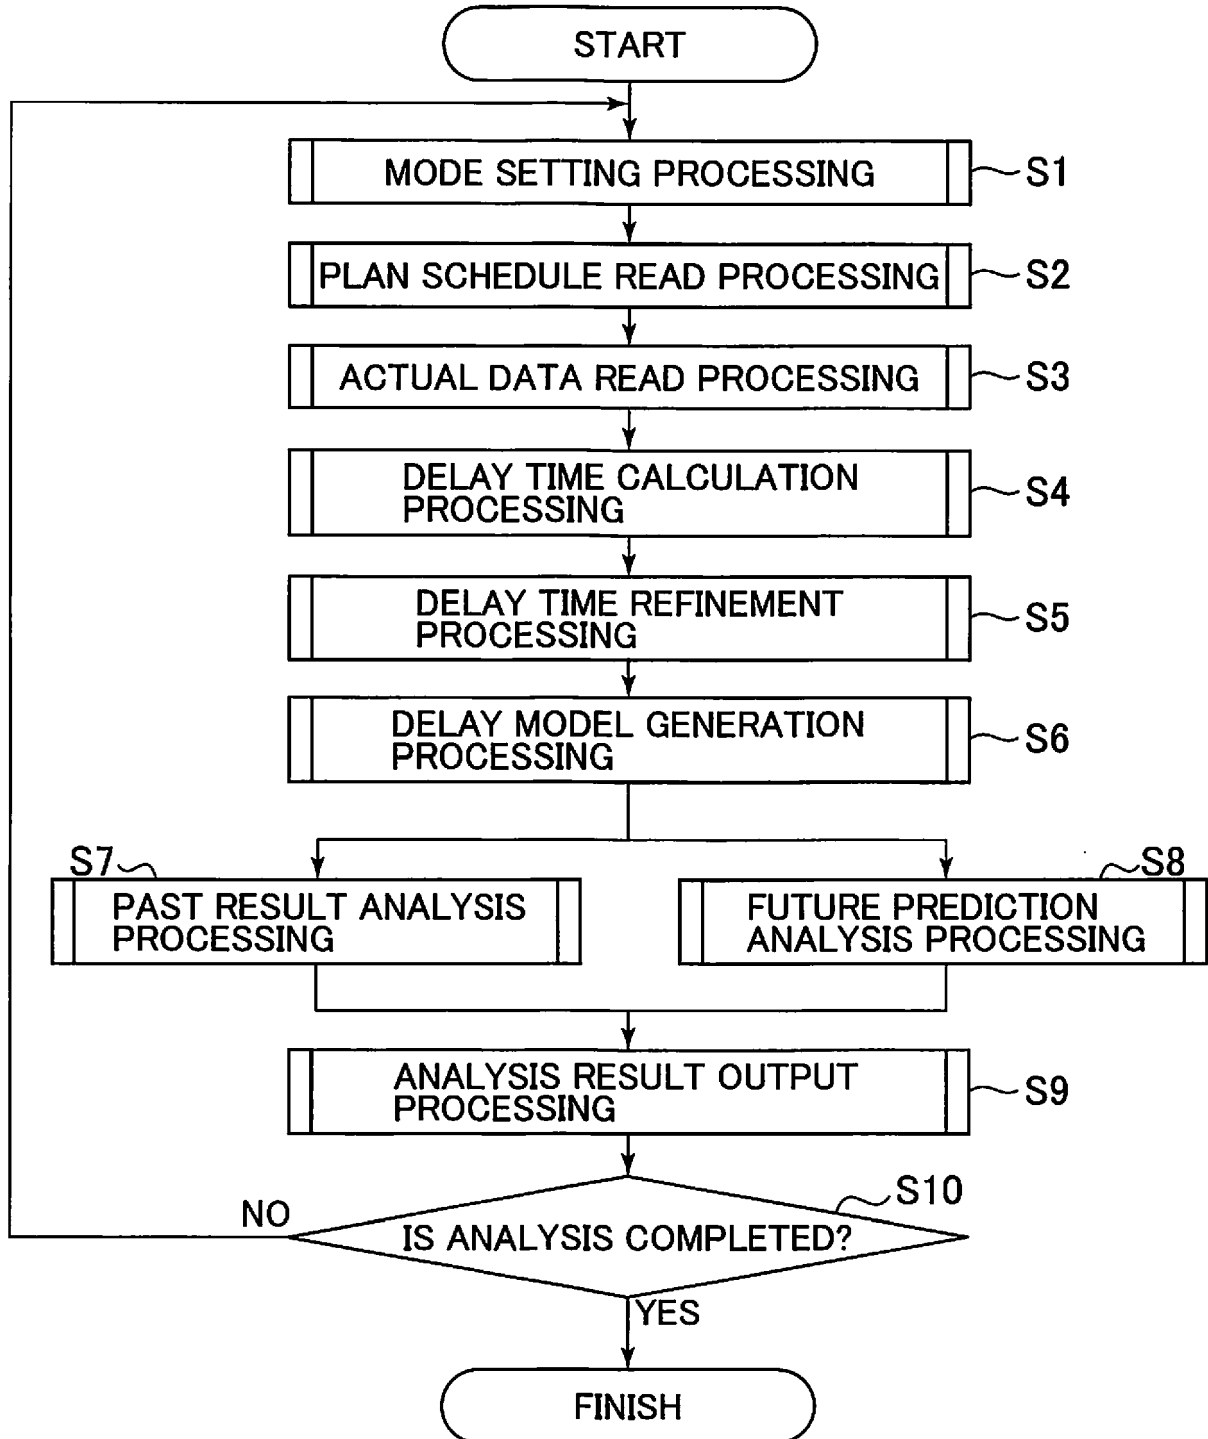 START
MODE SETTING PROCESSING
S1
PLAN SCHEDULE READ PROCESSING
S2
ACTUAL DATA READ PROCESSING
S3
DELAY TIME CALCULATION
PROCESSING
S4
DELAY TIME REFINEMENT
PROCESSING
S5
DELAY MODEL GENERATION
PROCESSING
S6
S7
PAST RESULT ANALYSIS
PROCESSING
S8
FUTURE PREDICTION
ANALYSIS PROCESSING
ANALYSIS RESULT OUTPUT
PROCESSING
S9
S10
NO
IS ANALYSIS COMPLETED?
YES
FINISH